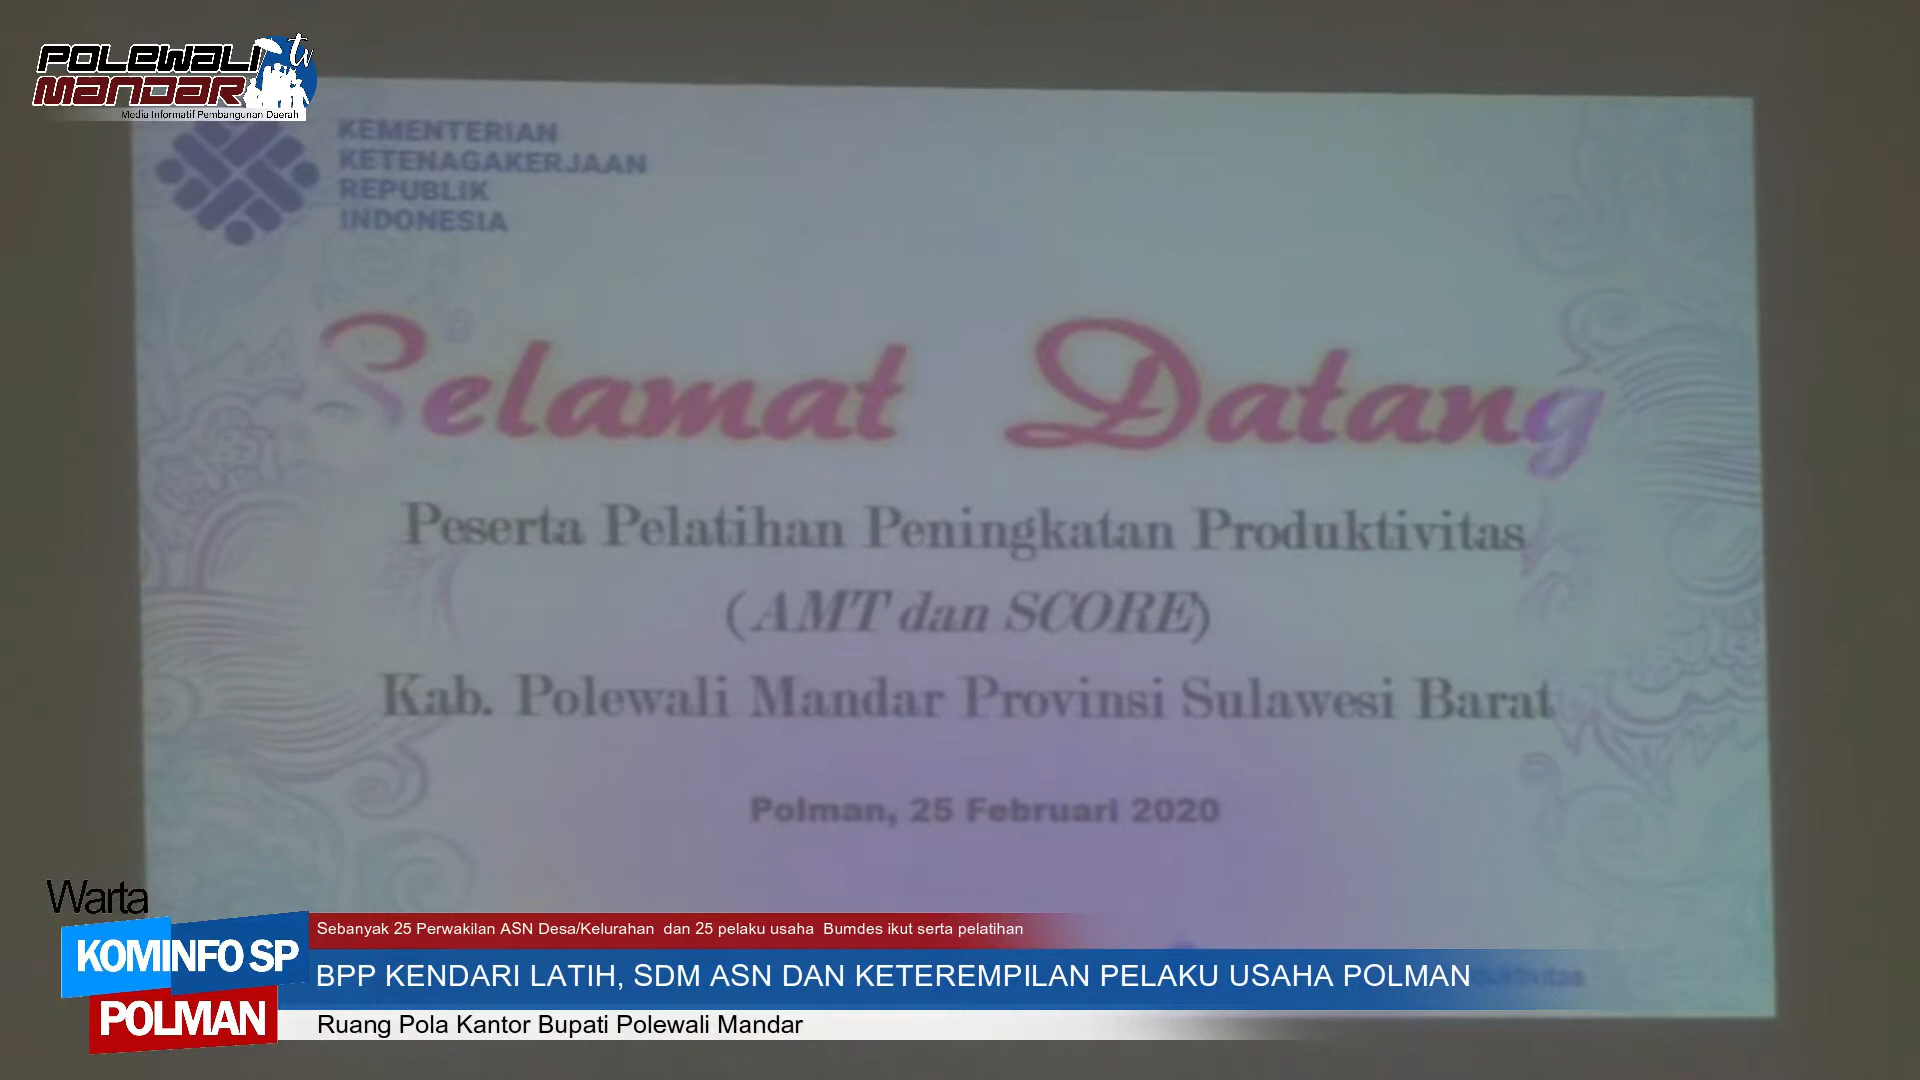 POLEWALI tv
MANDAR
Media Informatif Pembangunan Daerah
KEMENTERIAN
KETENAGAKERJAAN
REPUBLIK
INDONESIA
Selamat Datang
Peserta Pelatihan Peningkatan Produktivitas
(AMT dan SCORE)
Kab. Polewali Mandar Provinsi Sulawesi Barat
Polman, 25 Februari 2020
Warta
KOMINFO SP
POLMAN
Sebanyak 25 Perwakilan ASN Desa/Kelurahan dan 25 pelaku usaha Bumdes ikut serta pelatihan
BPP KENDARI LATIH, SDM ASN DAN KETEREMPILAN PELAKU USAHA POLMAN
Ruang Pola Kantor Bupati Polewali Mandar